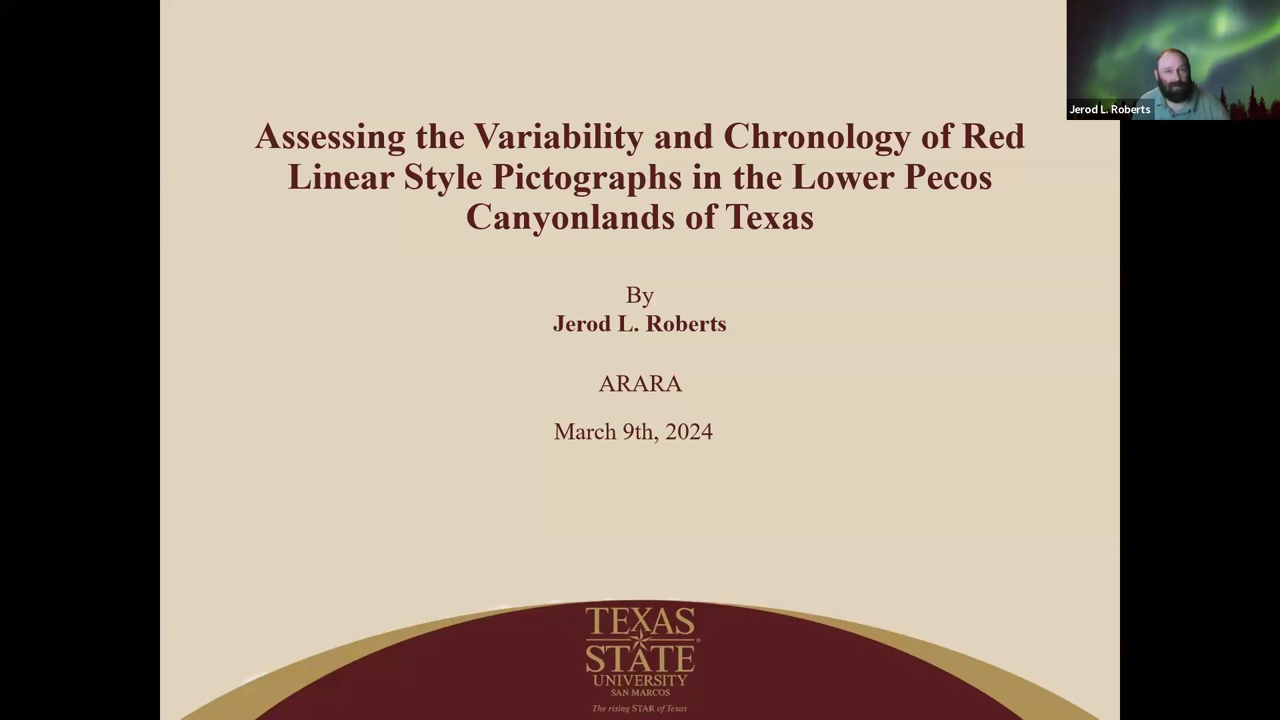 Jerod L. Roberts
Assessing the Variability and Chronology of Red
Linear Style Pictographs in the Lower Pecos
Canyonlands of Texas
By
Jerod L. Roberts
ARARA
March 9th, 2024
TEXAS
STATE
UNIVERSITY
SAN MARCOS
The rising STAR of Texas